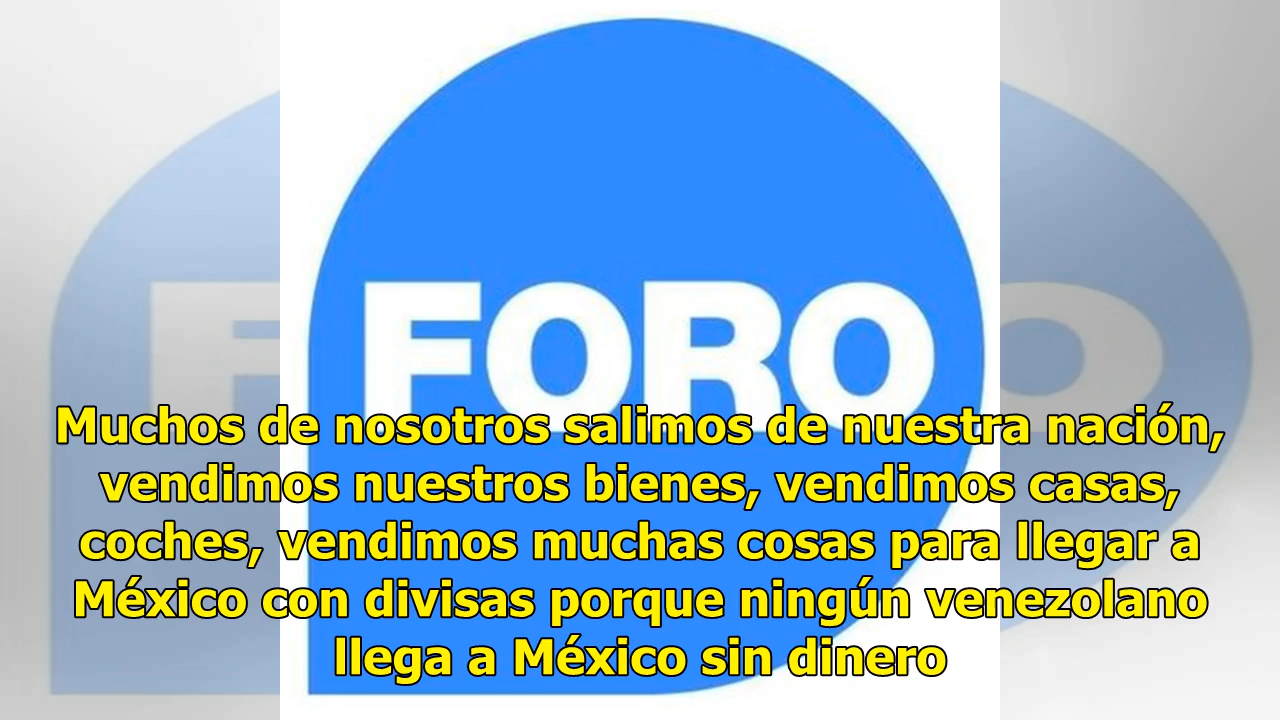 FORO
Muchos de nosotros salimos de nuestra nación,
vendimos nuestros bienes, vendimos casas,
coches, vendimos muchas cosas para llegar a
México con divisas porque ningún venezolano
llega a México sin dinero